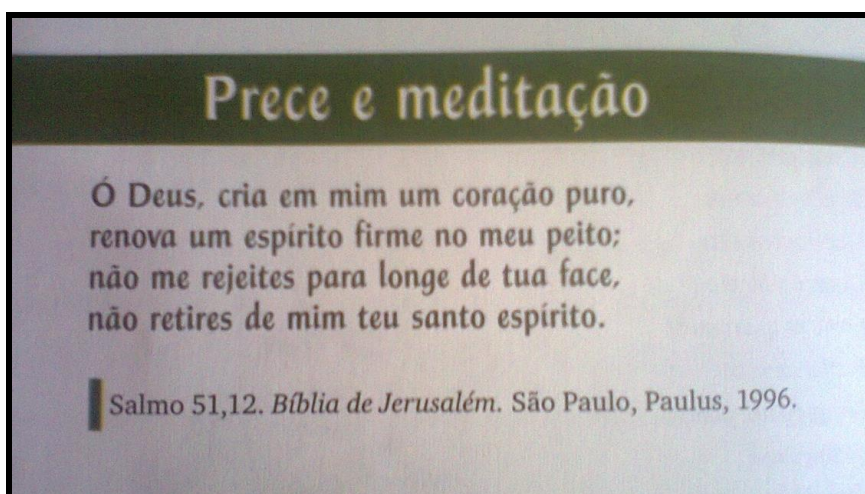 Prece e meditação
Ó Deus, cria em mim um coração puro,
renova um espírito firme no meu peito;
não me rejeites para longe de tua face,
não retires de mim teu santo espírito.
Salmo 51,12. Bíblia de Jerusalém. São Paulo, Paulus, 1996.